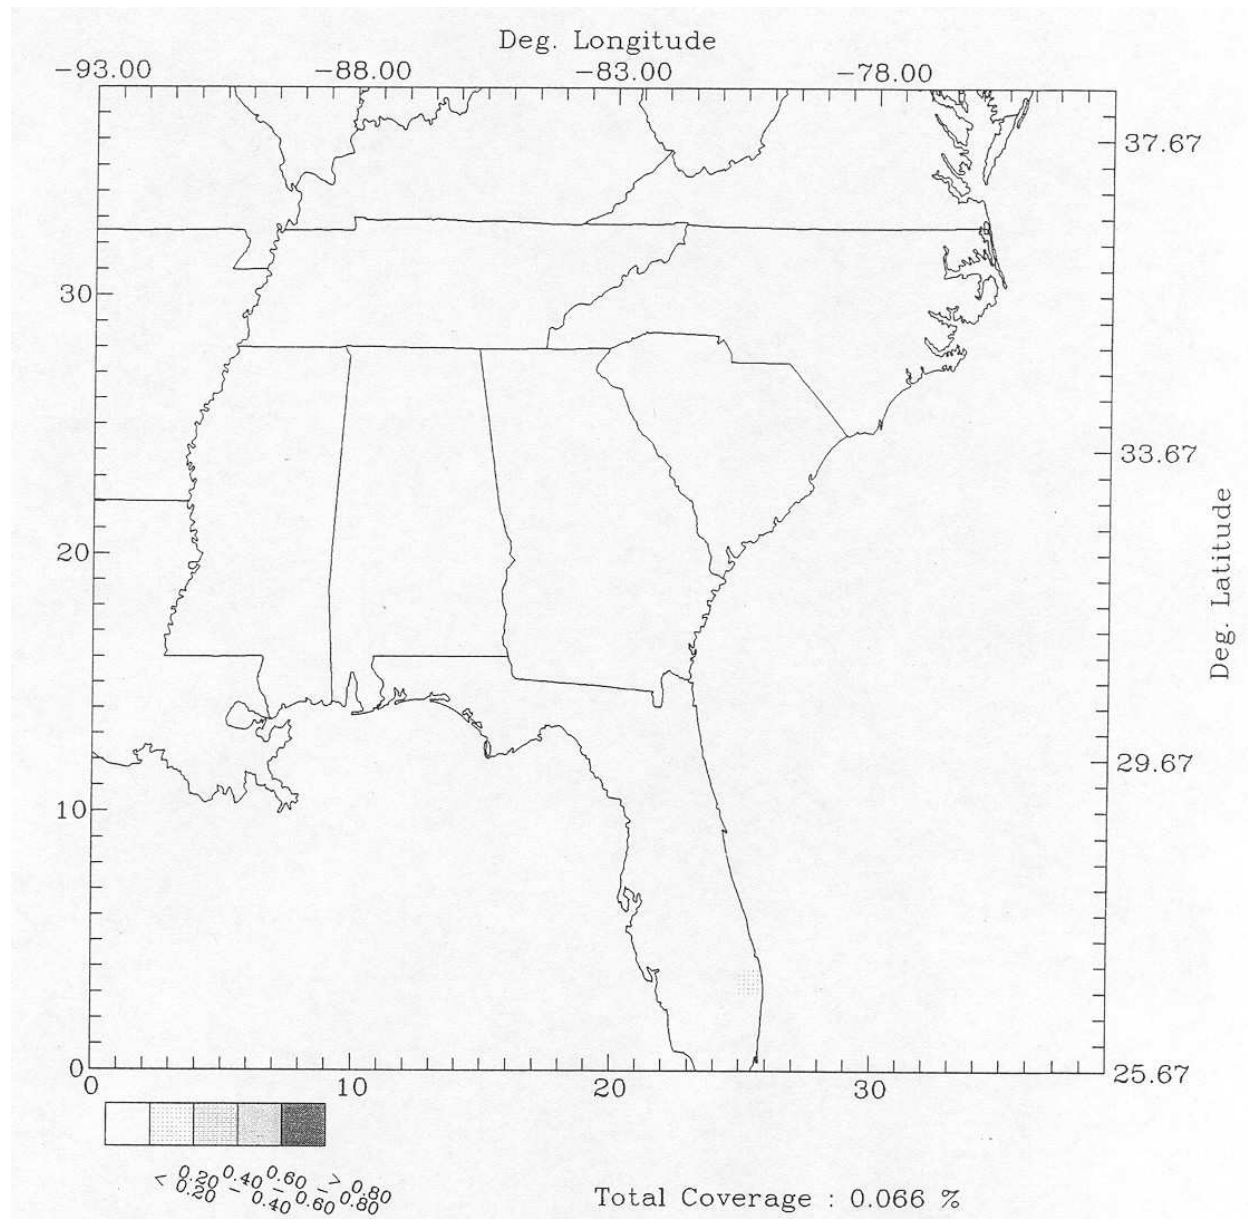 Deg. Longitude
-93.00 -88.00 -83.00 -78.00
37.67
30
33.67
20
Deg. Latitude
29.67
10
0
25.67
0 10 20 30
< 0.20
0.20 - 0.40
0.40 - 0.60
0.60 - 0.80
> 0.80
Total Coverage : 0.066 %